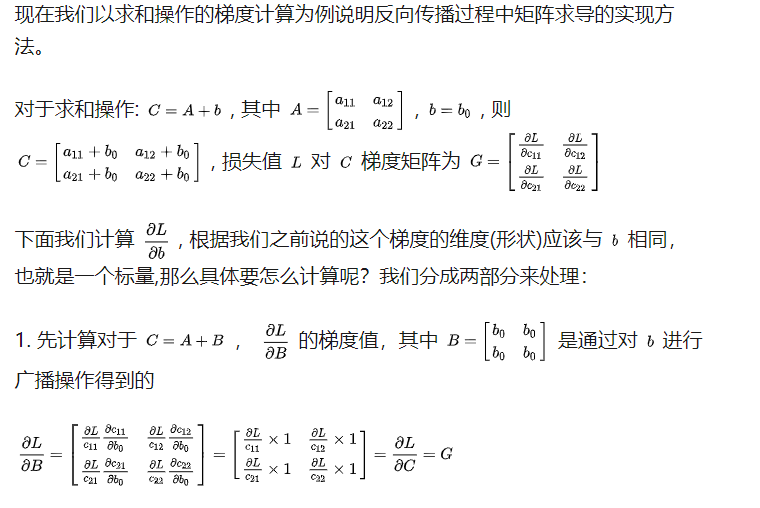 现在我们以求和操作的梯度计算为例说明反向传播过程中矩阵求导的实现方
法。
对于求和操作: $C = A + b$ , 其中 $A = \begin{bmatrix} a_{11} & a_{12} \\ a_{21} & a_{22} \end{bmatrix}$ , $b = b_0$ , 则
$C = \begin{bmatrix} a_{11} + b_0 & a_{12} + b_0 \\ a_{21} + b_0 & a_{22} + b_0 \end{bmatrix}$ , 损失值 $L$ 对 $C$ 梯度矩阵为 $G = \begin{bmatrix} \frac{\partial L}{\partial c_{11}} & \frac{\partial L}{\partial c_{12}} \\ \frac{\partial L}{\partial c_{21}} & \frac{\partial L}{\partial c_{22}} \end{bmatrix}$
下面我们计算 $\frac{\partial L}{\partial b}$ , 根据我们之前说的这个梯度的维度(形状)应该与 $b$ 相同，
也就是一个标量,那么具体要怎么计算呢？我们分成两部分来处理：
1. 先计算对于 $C = A + B$ ， $\frac{\partial L}{\partial B}$ 的梯度值，其中 $B = \begin{bmatrix} b_0 & b_0 \\ b_0 & b_0 \end{bmatrix}$ 是通过对 $b$ 进行
广播操作得到的
$\frac{\partial L}{\partial B} = \begin{bmatrix} \frac{\partial L}{c_{11}} \frac{\partial c_{11}}{\partial b_0} & \frac{\partial L}{c_{12}} \frac{\partial c_{12}}{\partial b_0} \\ \frac{\partial L}{c_{21}} \frac{\partial c_{21}}{\partial b_0} & \frac{\partial L}{c_{22}} \frac{\partial c_{22}}{\partial b_0} \end{bmatrix} = \begin{bmatrix} \frac{\partial L}{c_{11}} \times 1 & \frac{\partial L}{c_{12}} \times 1 \\ \frac{\partial L}{c_{21}} \times 1 & \frac{\partial L}{c_{22}} \times 1 \end{bmatrix} = \frac{\partial L}{\partial C} = G$